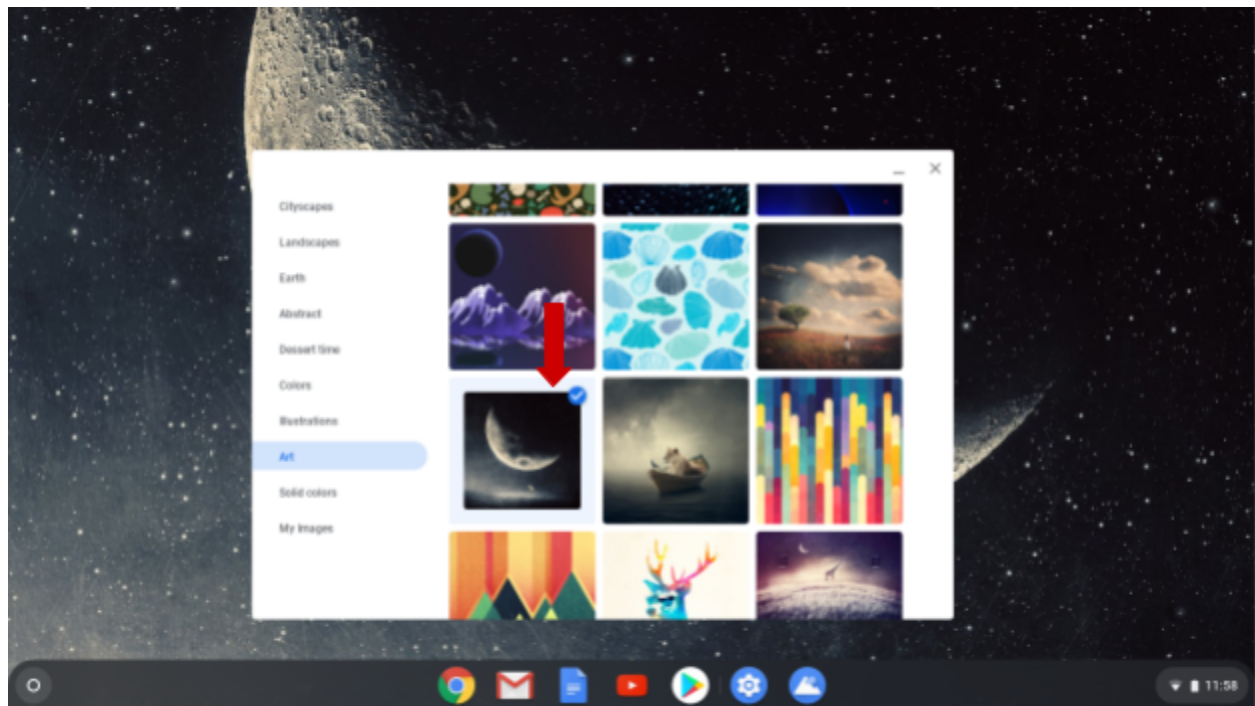 Cityscapes
Landscapes
Earth
Abstract
Dessert time
Colors
Illustrations
Art
Solid colors
My Images
11:58